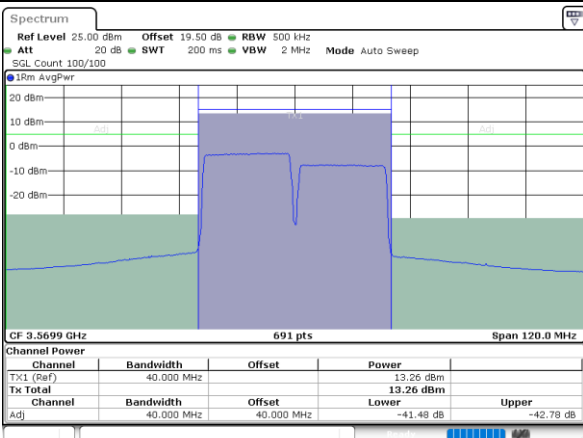 Spectrum
Ref Level 25.00 dBm Offset 19.50 dB RBW 500 kHz
Att 20 dB SWT 200 ms VBW 2 MHz Mode Auto Sweep
SGL Count 100/100
1Rm AvgPwr
20 dBm
TX1
10 dBm
Adj Adj
0 dBm
-10 dBm
-20 dBm
CF 3.5699 GHz 691 pts Span 120.0 MHz
Channel Power
Channel Bandwidth Offset Power
TX1 (Ref) 40.000 MHz 13.26 dBm
Tx Total 13.26 dBm
Channel Bandwidth Offset Lower Upper
Adj 40.000 MHz 40.000 MHz -41.48 dB -42.78 dB